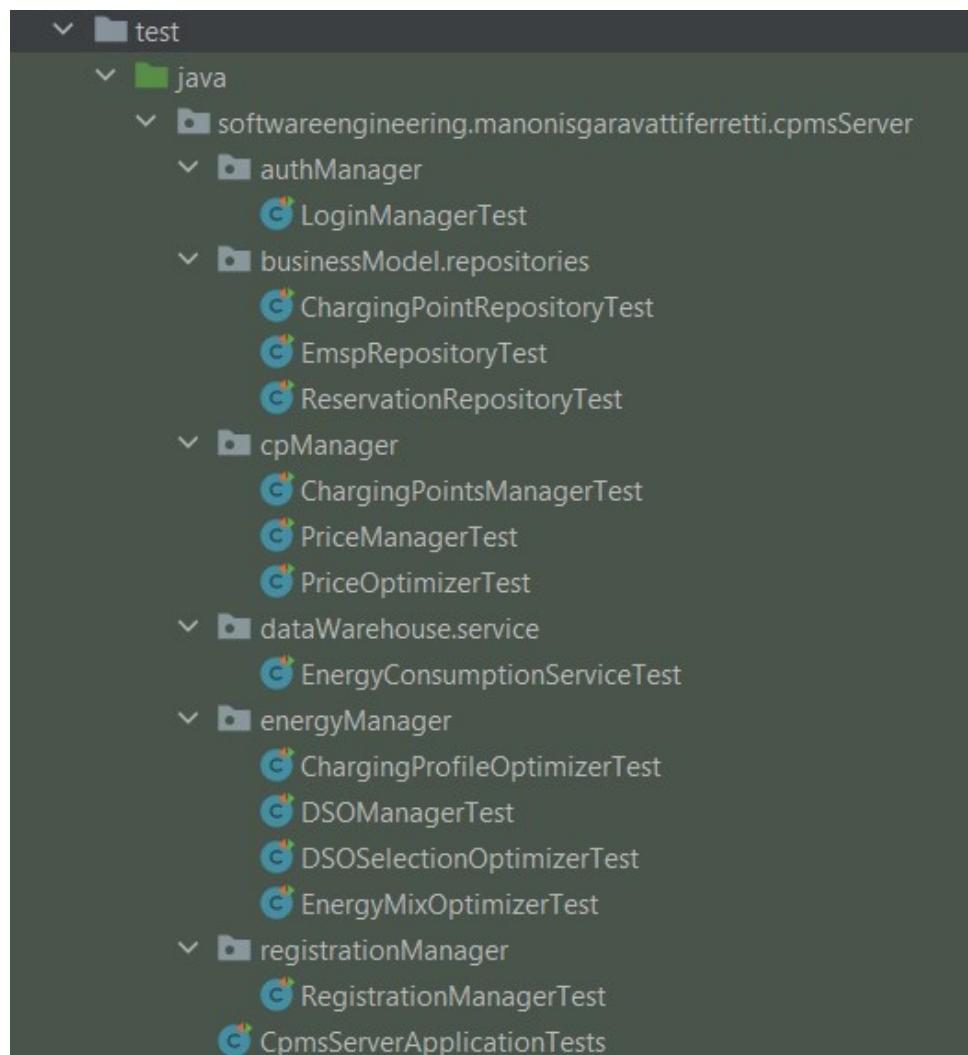 test
java
softwareengineering.manonisgaravattiferretti.cpmsServer
authManager
LoginManagerTest
businessModel.repositories
ChargingPointRepositoryTest
EmspRepositoryTest
ReservationRepositoryTest
cpManager
ChargingPointsManagerTest
PriceManagerTest
PriceOptimizerTest
dataWarehouse.service
EnergyConsumptionServiceTest
energyManager
ChargingProfileOptimizerTest
DSOManagerTest
DSOSelectionOptimizerTest
EnergyMixOptimizerTest
registrationManager
RegistrationManagerTest
CpmsServerApplicationTests